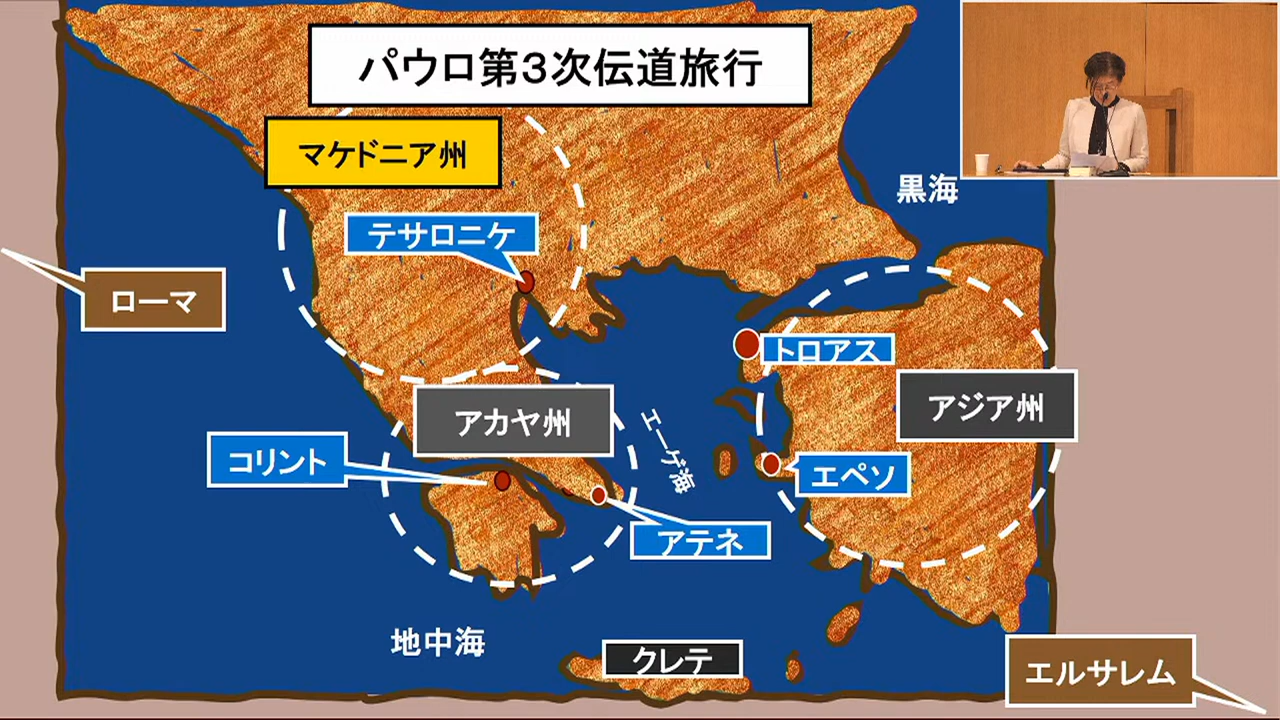 パウロ第３次伝道旅行
マケドニア州
黒海
テサロニケ
ローマ
トロアス
アカヤ州
アジア州
エーゲ海
コリント
エペソ
アテネ
地中海
クレテ
エルサレム